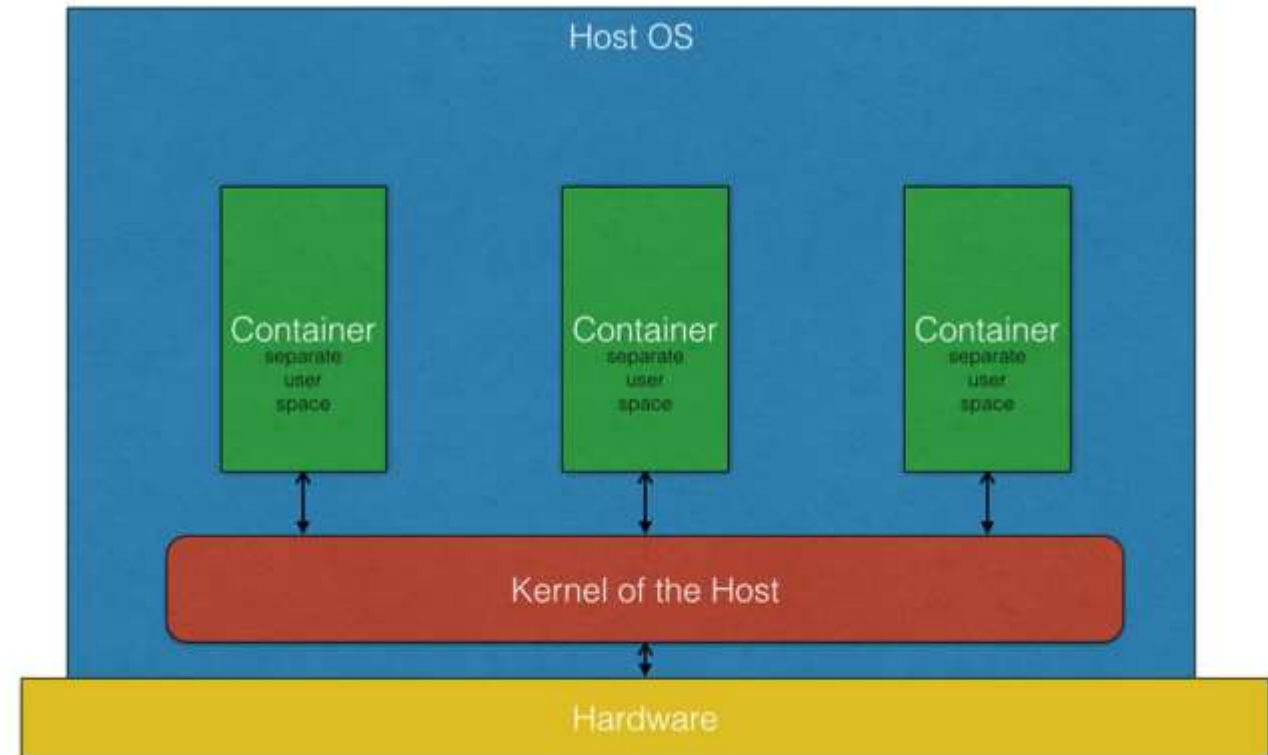 Host OS
Container
separate
user
space
Container
separate
user
space
Container
separate
user
space
Kernel of the Host
Hardware